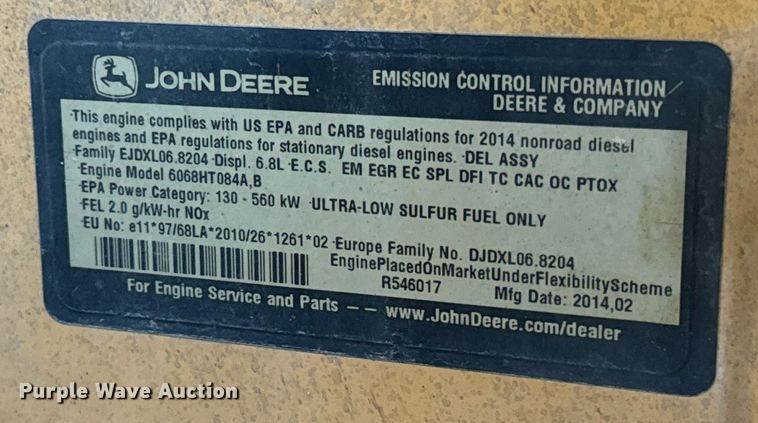 JOHN DEERE
EMISSION CONTROL INFORMATION
DEERE & COMPANY
·This engine complies with US EPA and CARB regulations for 2014 nonroad diesel
engines and EPA regulations for stationary diesel engines. ·DEL ASSY
·Family EJDXL06.8204 ·Displ. 6.8L ·E.C.S. EM EGR EC SPL DFI TC CAC OC PTOX
·Engine Model 6068HT084A,B
·EPA Power Category: 130 - 560 kW ·ULTRA-LOW SULFUR FUEL ONLY
·FEL 2.0 g/kW-hr NOx
·EU No: e11*97/68LA*2010/26*1261*02 ·Europe Family No. DJDXL06.8204
EnginePlacedOnMarketUnderFlexibilityScheme
R546017 Mfg Date: 2014,02
For Engine Service and Parts — — www.JohnDeere.com/dealer
Purple Wave Auction